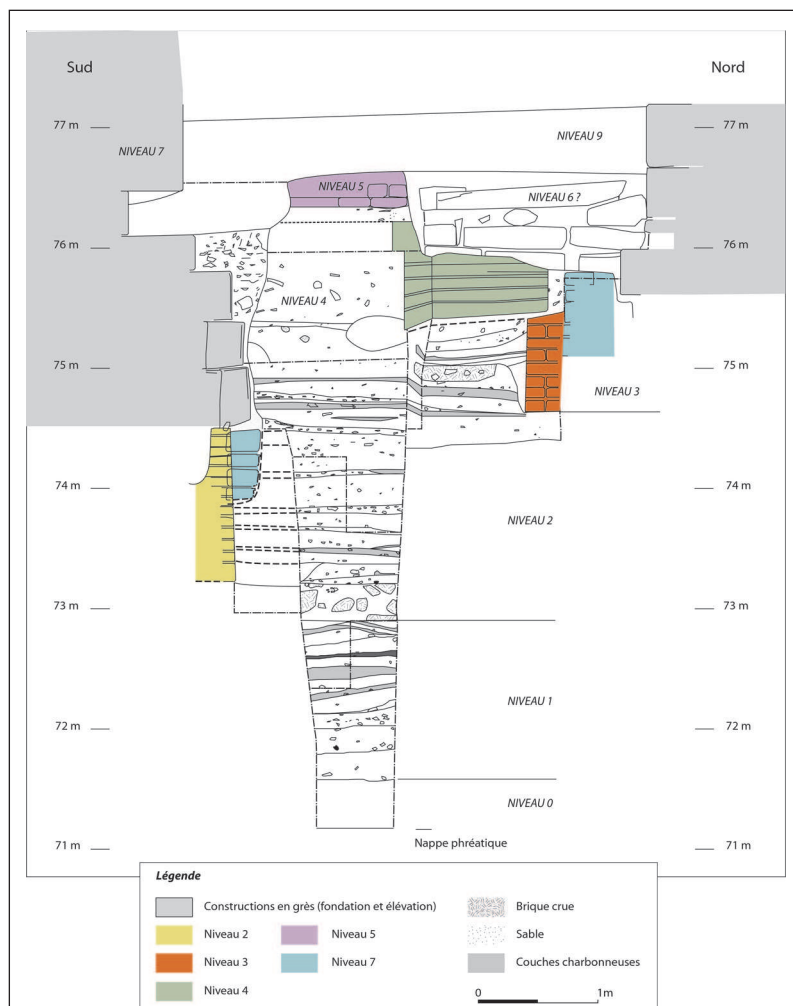 Sud
Nord
77 m
77 m
NIVEAU 7
NIVEAU 9
NIVEAU 5
NIVEAU 6 ?
76 m
76 m
NIVEAU 4
75 m
75 m
NIVEAU 3
74 m
74 m
NIVEAU 2
73 m
73 m
NIVEAU 1
72 m
72 m
NIVEAU 0
71 m
Nappe phréatique
71 m
Légende
Constructions en grès (fondation et élévation)
Brique crue
Niveau 2
Niveau 5
Sable
Niveau 3
Niveau 7
Couches charbonneuses
Niveau 4
0
1m